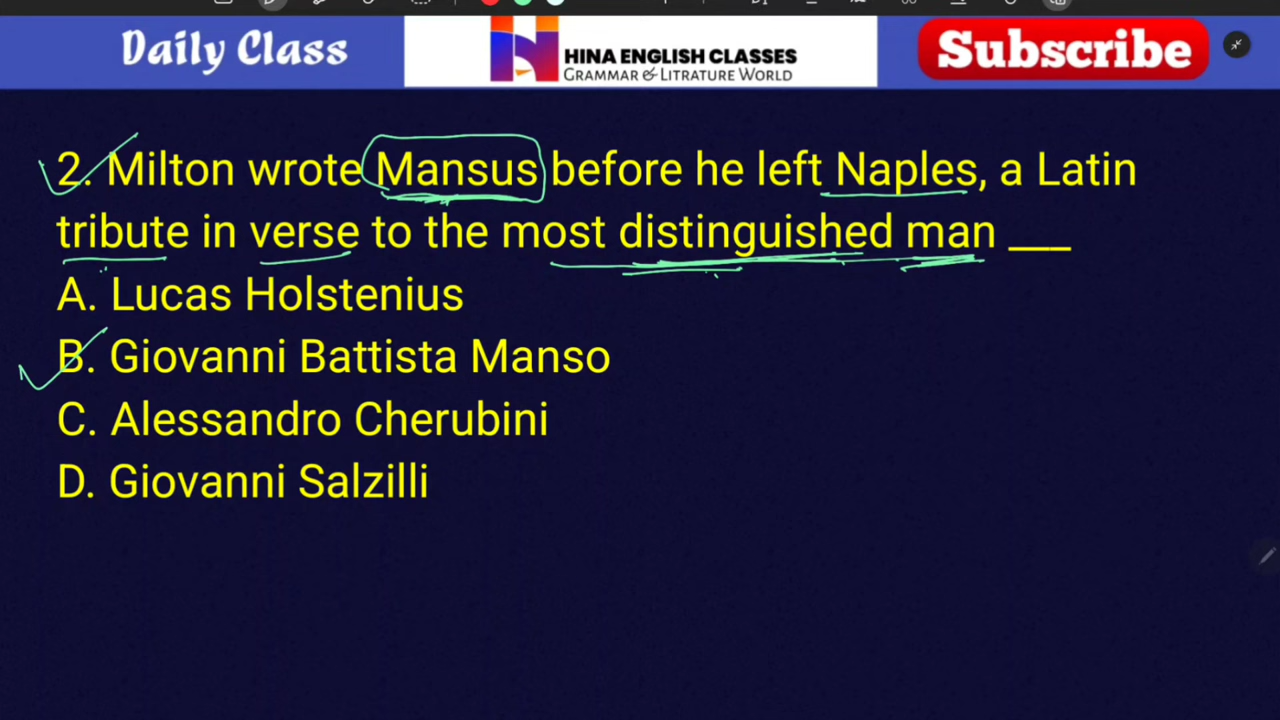 Daily Class
HINA ENGLISH CLASSES
GRAMMAR & LITRATURE WORLD
Subscribe
2. Milton wrote Mansus before he left Naples, a Latin
tribute in verse to the most distinguished man ___
A. Lucas Holstenius
B. Giovanni Battista Manso
C. Alessandro Cherubini
D. Giovanni Salzilli